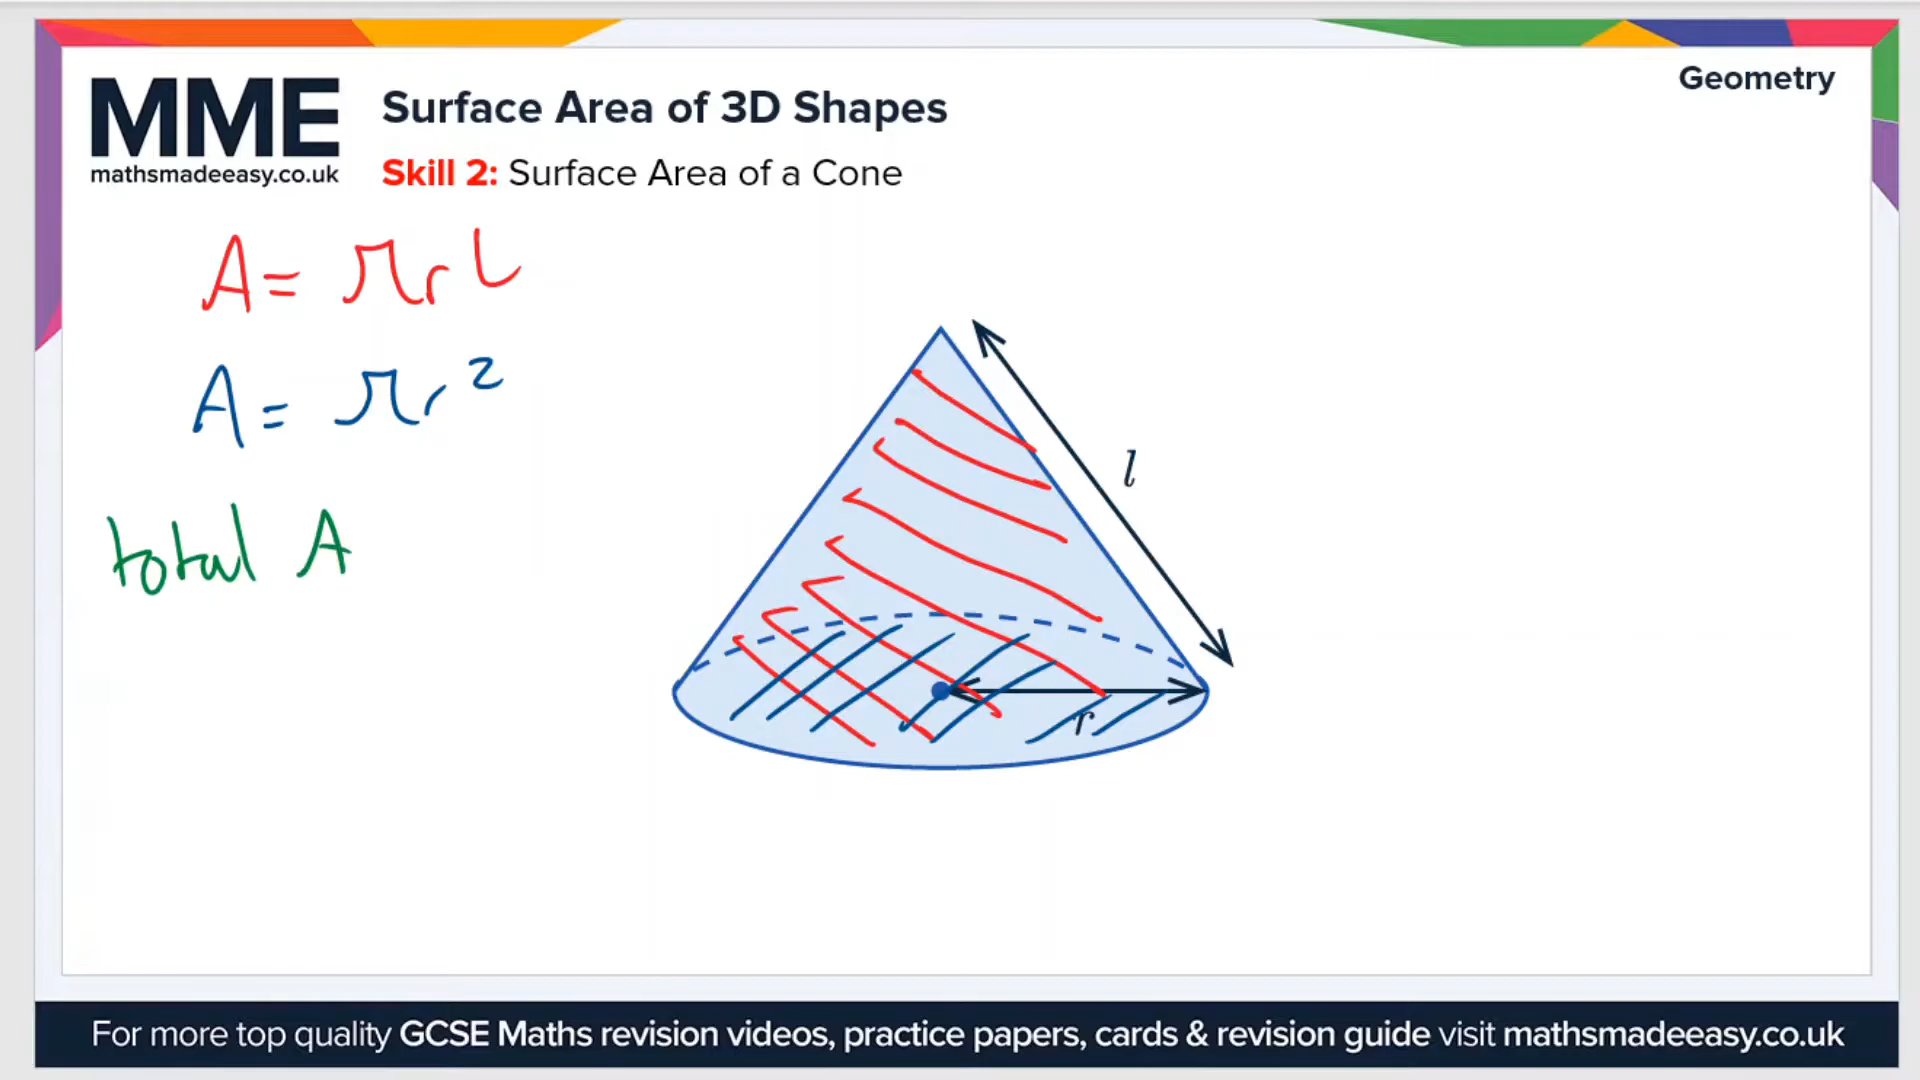 Geometry
MME
mathsmadeeasy.co.uk
Surface Area of 3D Shapes
Skill 2: Surface Area of a Cone
A = πrl
A = πr²
total A
l
r
For more top quality GCSE Maths revision videos, practice papers, cards & revision guide visit mathsmadeeasy.co.uk